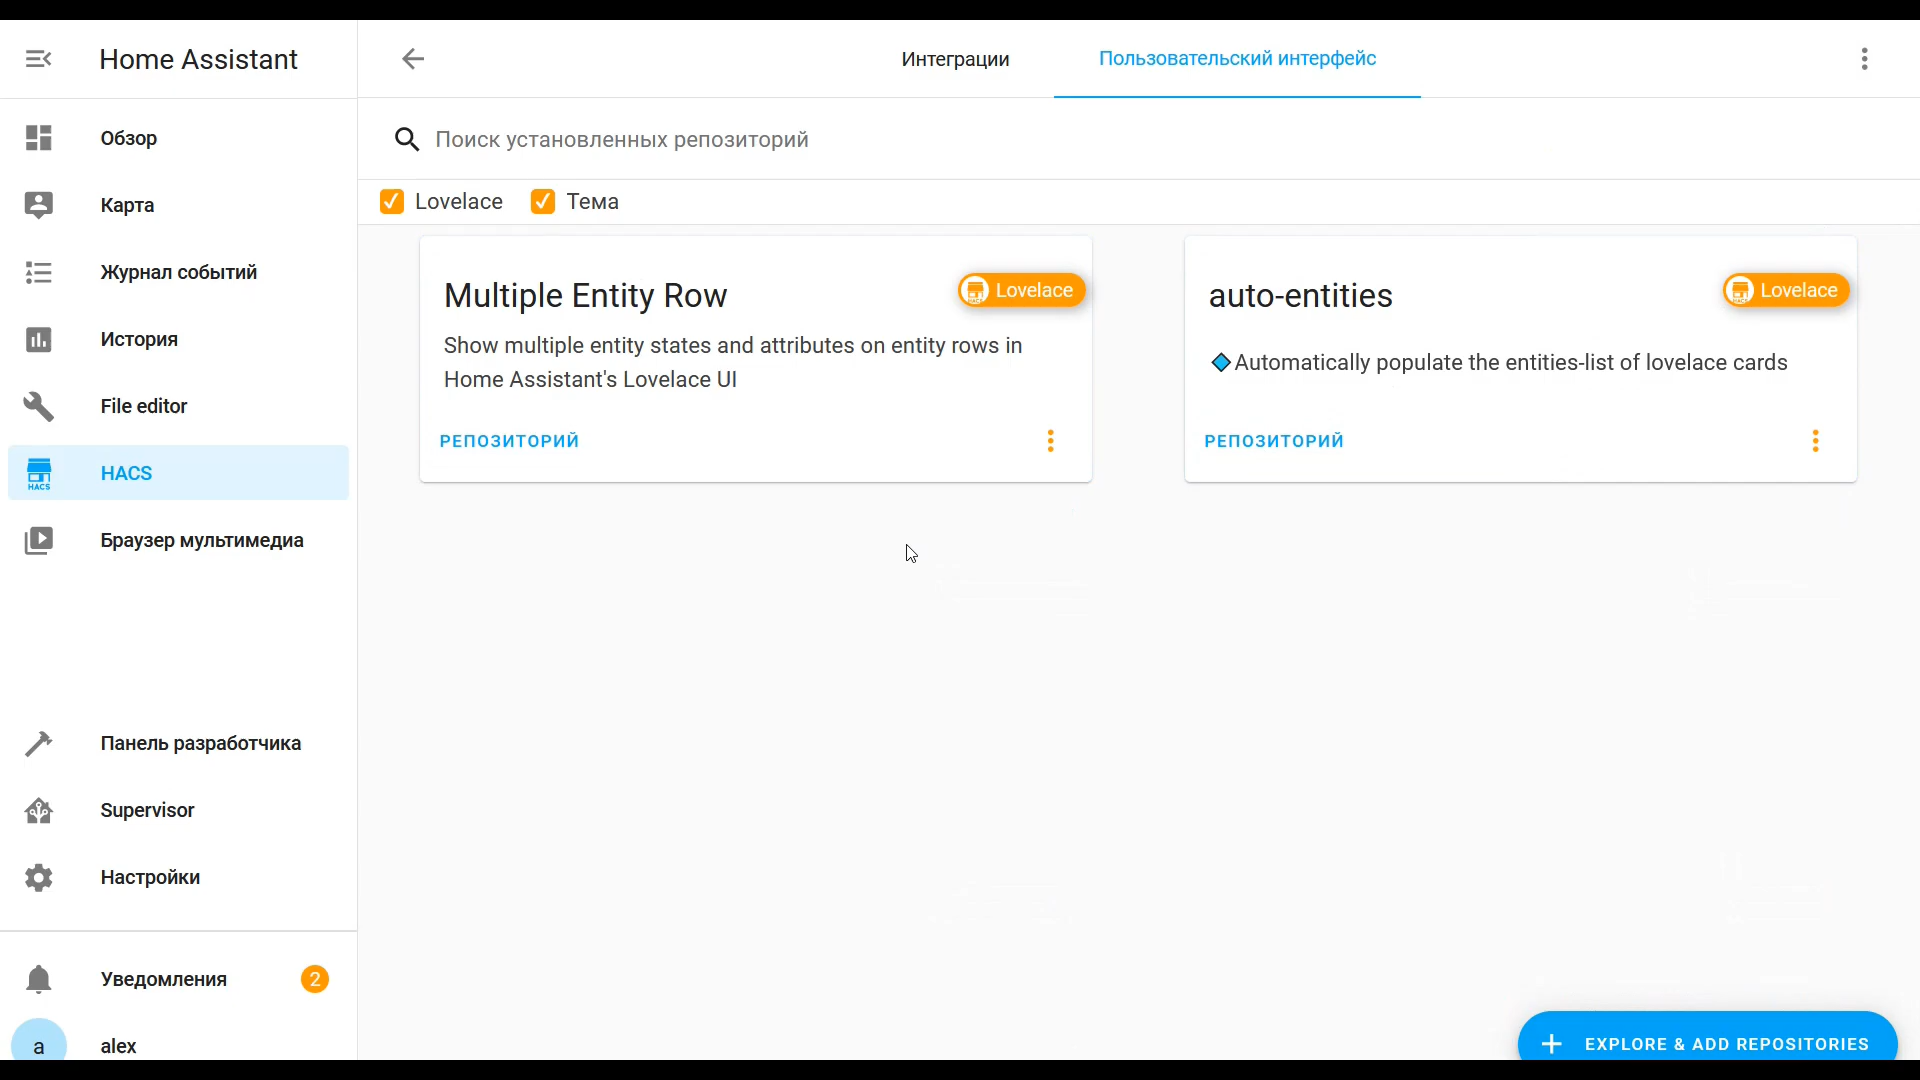 Home Assistant
Интеграции
Пользовательский интерфейс
Обзор
Карта
Журнал событий
История
File editor
HACS
HACS
Браузер мультимедиа
Панель разработчика
Supervisor
Настройки
Уведомления
2
a
alex
Поиск установленных репозиторий
Lovelace
Тема
Multiple Entity Row
Lovelace
Show multiple entity states and attributes on entity rows in
Home Assistant's Lovelace UI
РЕПОЗИТОРИЙ
auto-entities
Lovelace
Automatically populate the entities-list of lovelace cards
РЕПОЗИТОРИЙ
EXPLORE & ADD REPOSITORIES